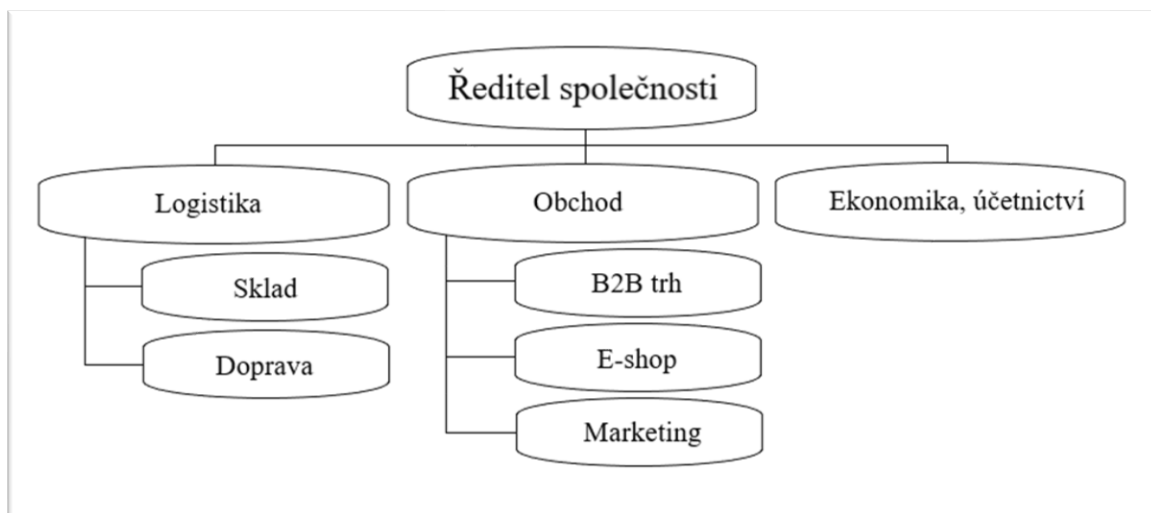 Ředitel společnosti
Logistika
Obchod
Ekonomika, účetnictví
Sklad
Doprava
B2B trh
E-shop
Marketing